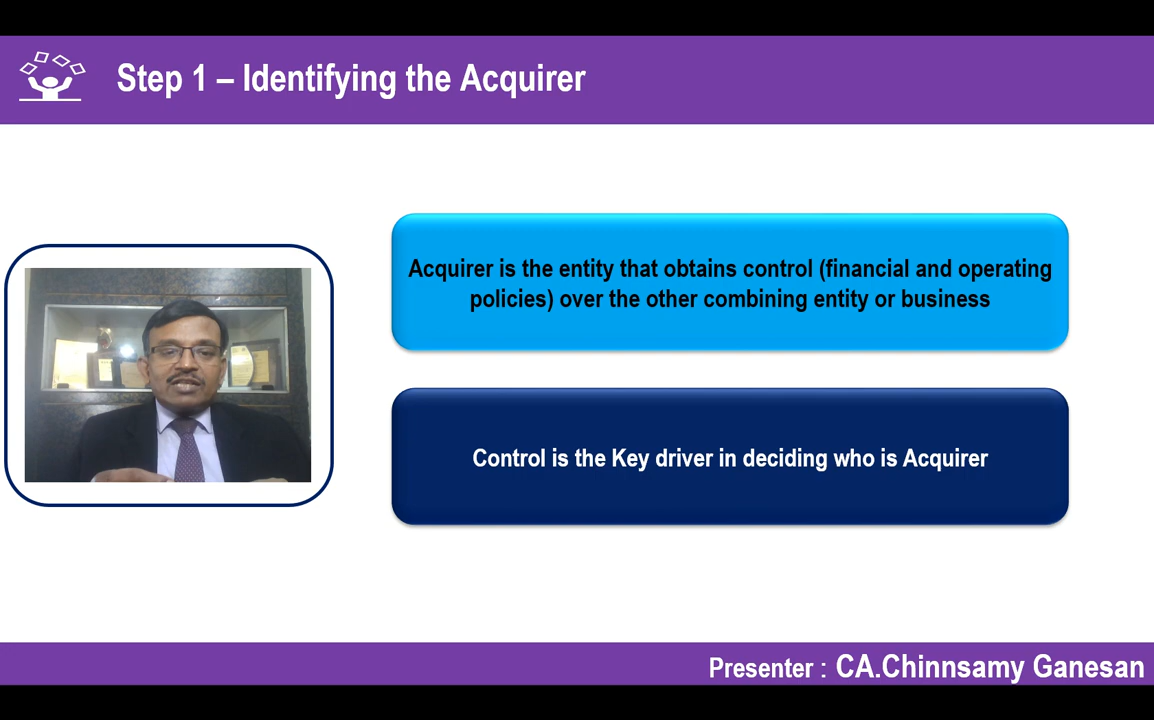 Step 1 – Identifying the Acquirer
Acquirer is the entity that obtains control (financial and operating
policies) over the other combining entity or business
Control is the Key driver in deciding who is Acquirer
Presenter : CA.Chinnsamy Ganesan